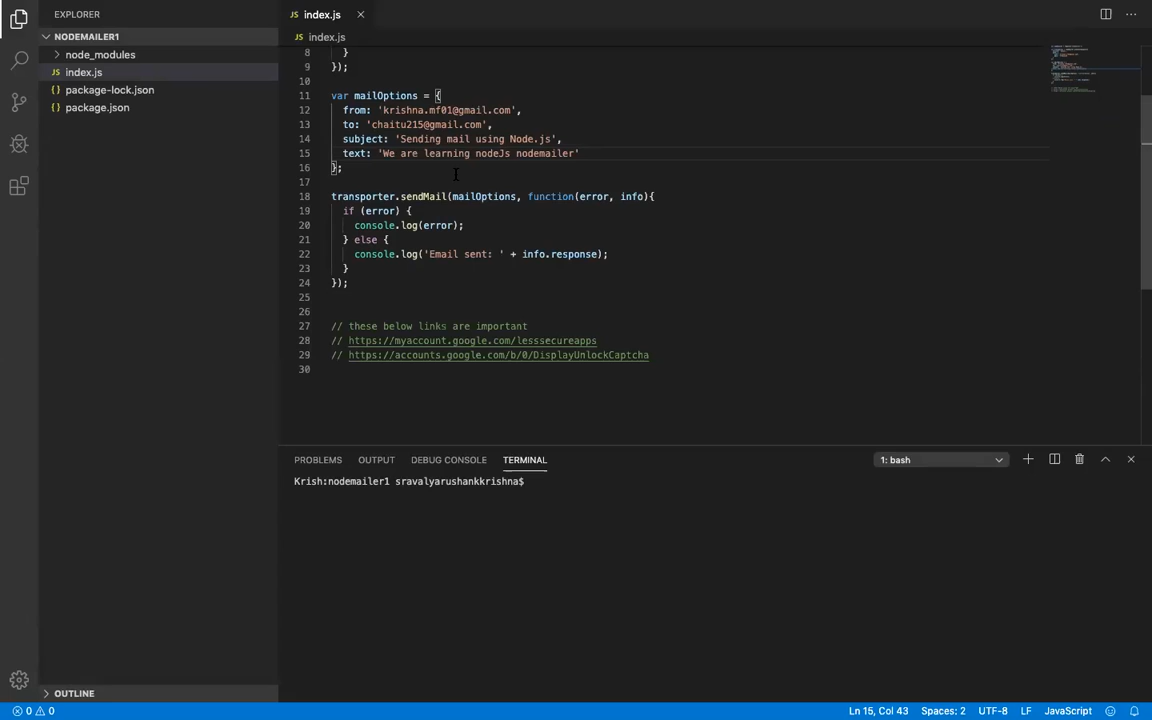 EXPLORER
NODEMAILER1
node_modules
JS index.js
package-lock.json
package.json
OUTLINE
JS index.js
JS index.js
8 }
9 });
10
11 var mailOptions = {
12 from: 'krishna.mf01@gmail.com',
13 to: 'chaitu215@gmail.com',
14 subject: 'Sending mail using Node.js',
15 text: 'We are learning nodeJs nodemailer'
16 };
17
18 transporter.sendMail(mailOptions, function(error, info){
19 if (error) {
20 console.log(error);
21 } else {
22 console.log('Email sent: ' + info.response);
23 }
24 });
25
26
27 // these below links are important
28 // https://myaccount.google.com/lesssecureapps
29 // https://accounts.google.com/b/0/DisplayUnlockCaptcha
30
PROBLEMS OUTPUT DEBUG CONSOLE TERMINAL 1: bash
Krish:nodemailer1 sravalyarushankkrishna$
0 0 Ln 15, Col 43 Spaces: 2 UTF-8 LF JavaScript